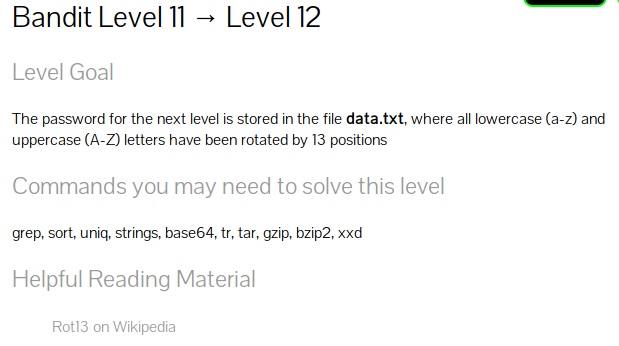 Bandit Level 11 → Level 12
Level Goal
The password for the next level is stored in the file data.txt, where all lowercase (a-z) and
uppercase (A-Z) letters have been rotated by 13 positions
Commands you may need to solve this level
grep, sort, uniq, strings, base64, tr, tar, gzip, bzip2, xxd
Helpful Reading Material
Rot13 on Wikipedia